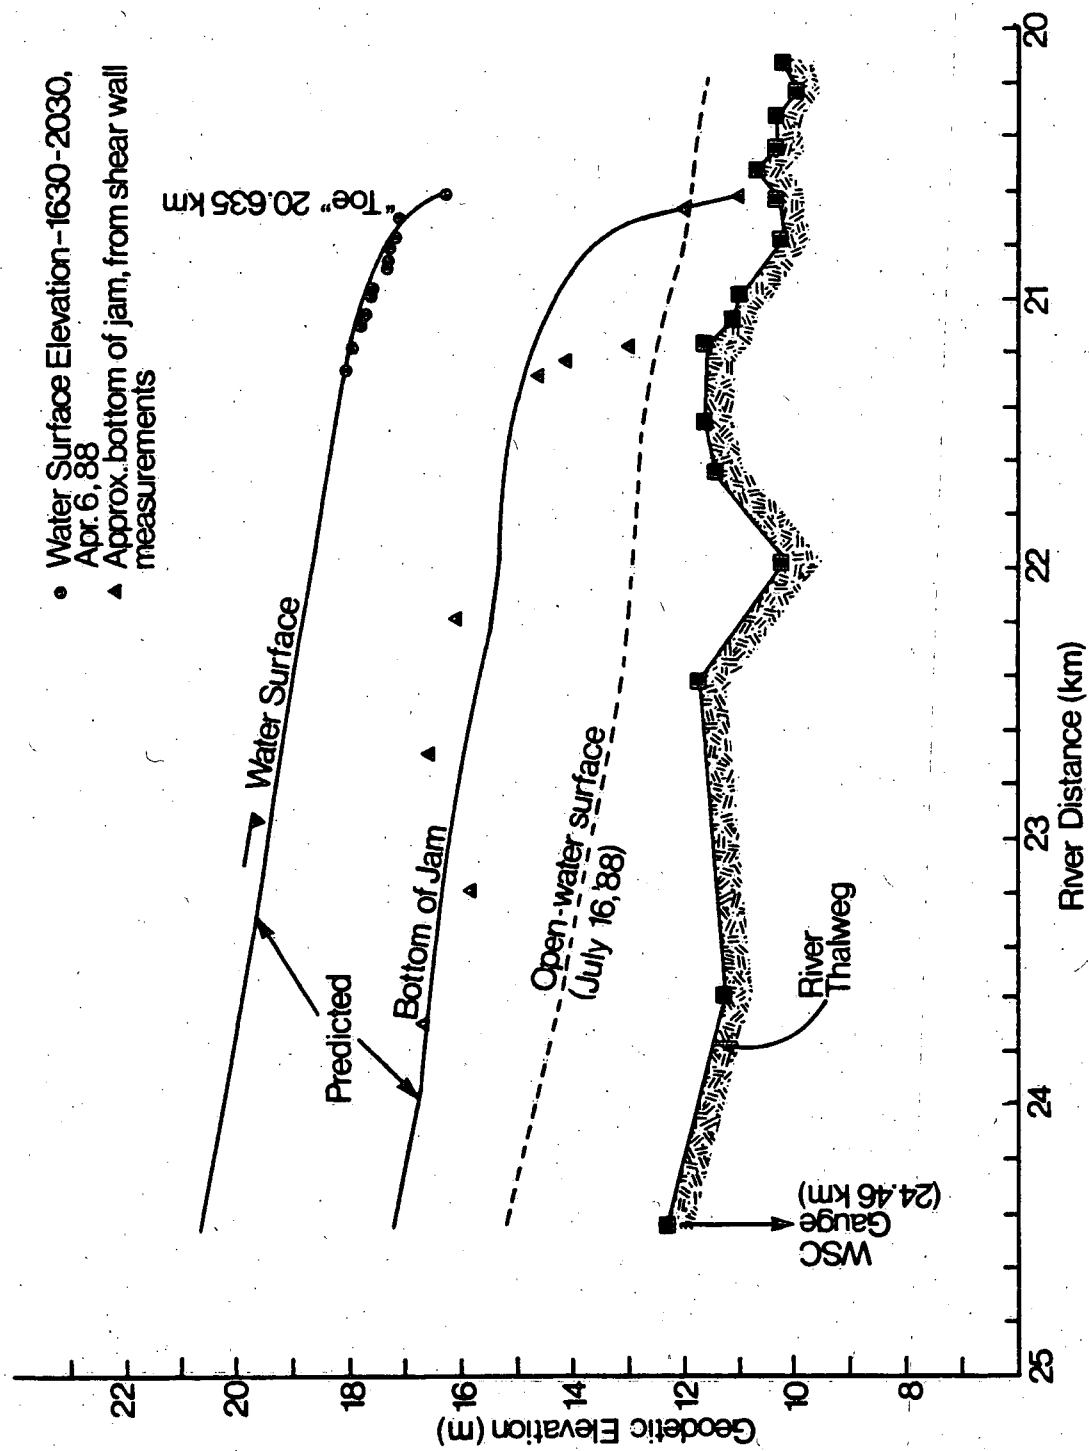 Water Surface Elevation-1630-2030,
Apr. 6, 88
Approx. bottom of jam, from shear wall
measurements
"Toe" 20.635 km
Water Surface
Predicted
Bottom of Jam
Open-water surface
(July 16, 88)
River
Thalweg
WSC
Gauge
(24.46 km)
Geodetic Elevation (m)
22
20
18
16
14
12
10
8
25
24
23
22
21
20
River Distance (km)